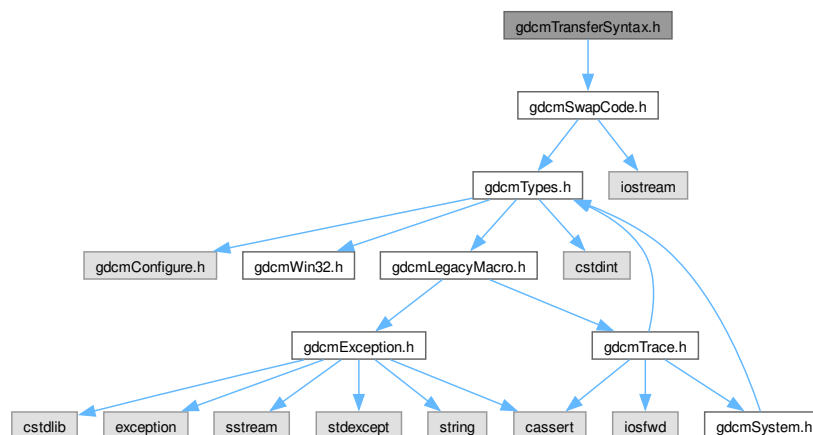 gdcmTransferSyntax.h
gdcmSwapCode.h
gdcmTypes.h
iostream
gdcmConfigure.h
gdcmWin32.h
gdcmLegacyMacro.h
cstdint
gdcmException.h
gdcmTrace.h
cstdlib
exception
sstream
stdexcept
string
cassert
iosfwd
gdcmSystem.h